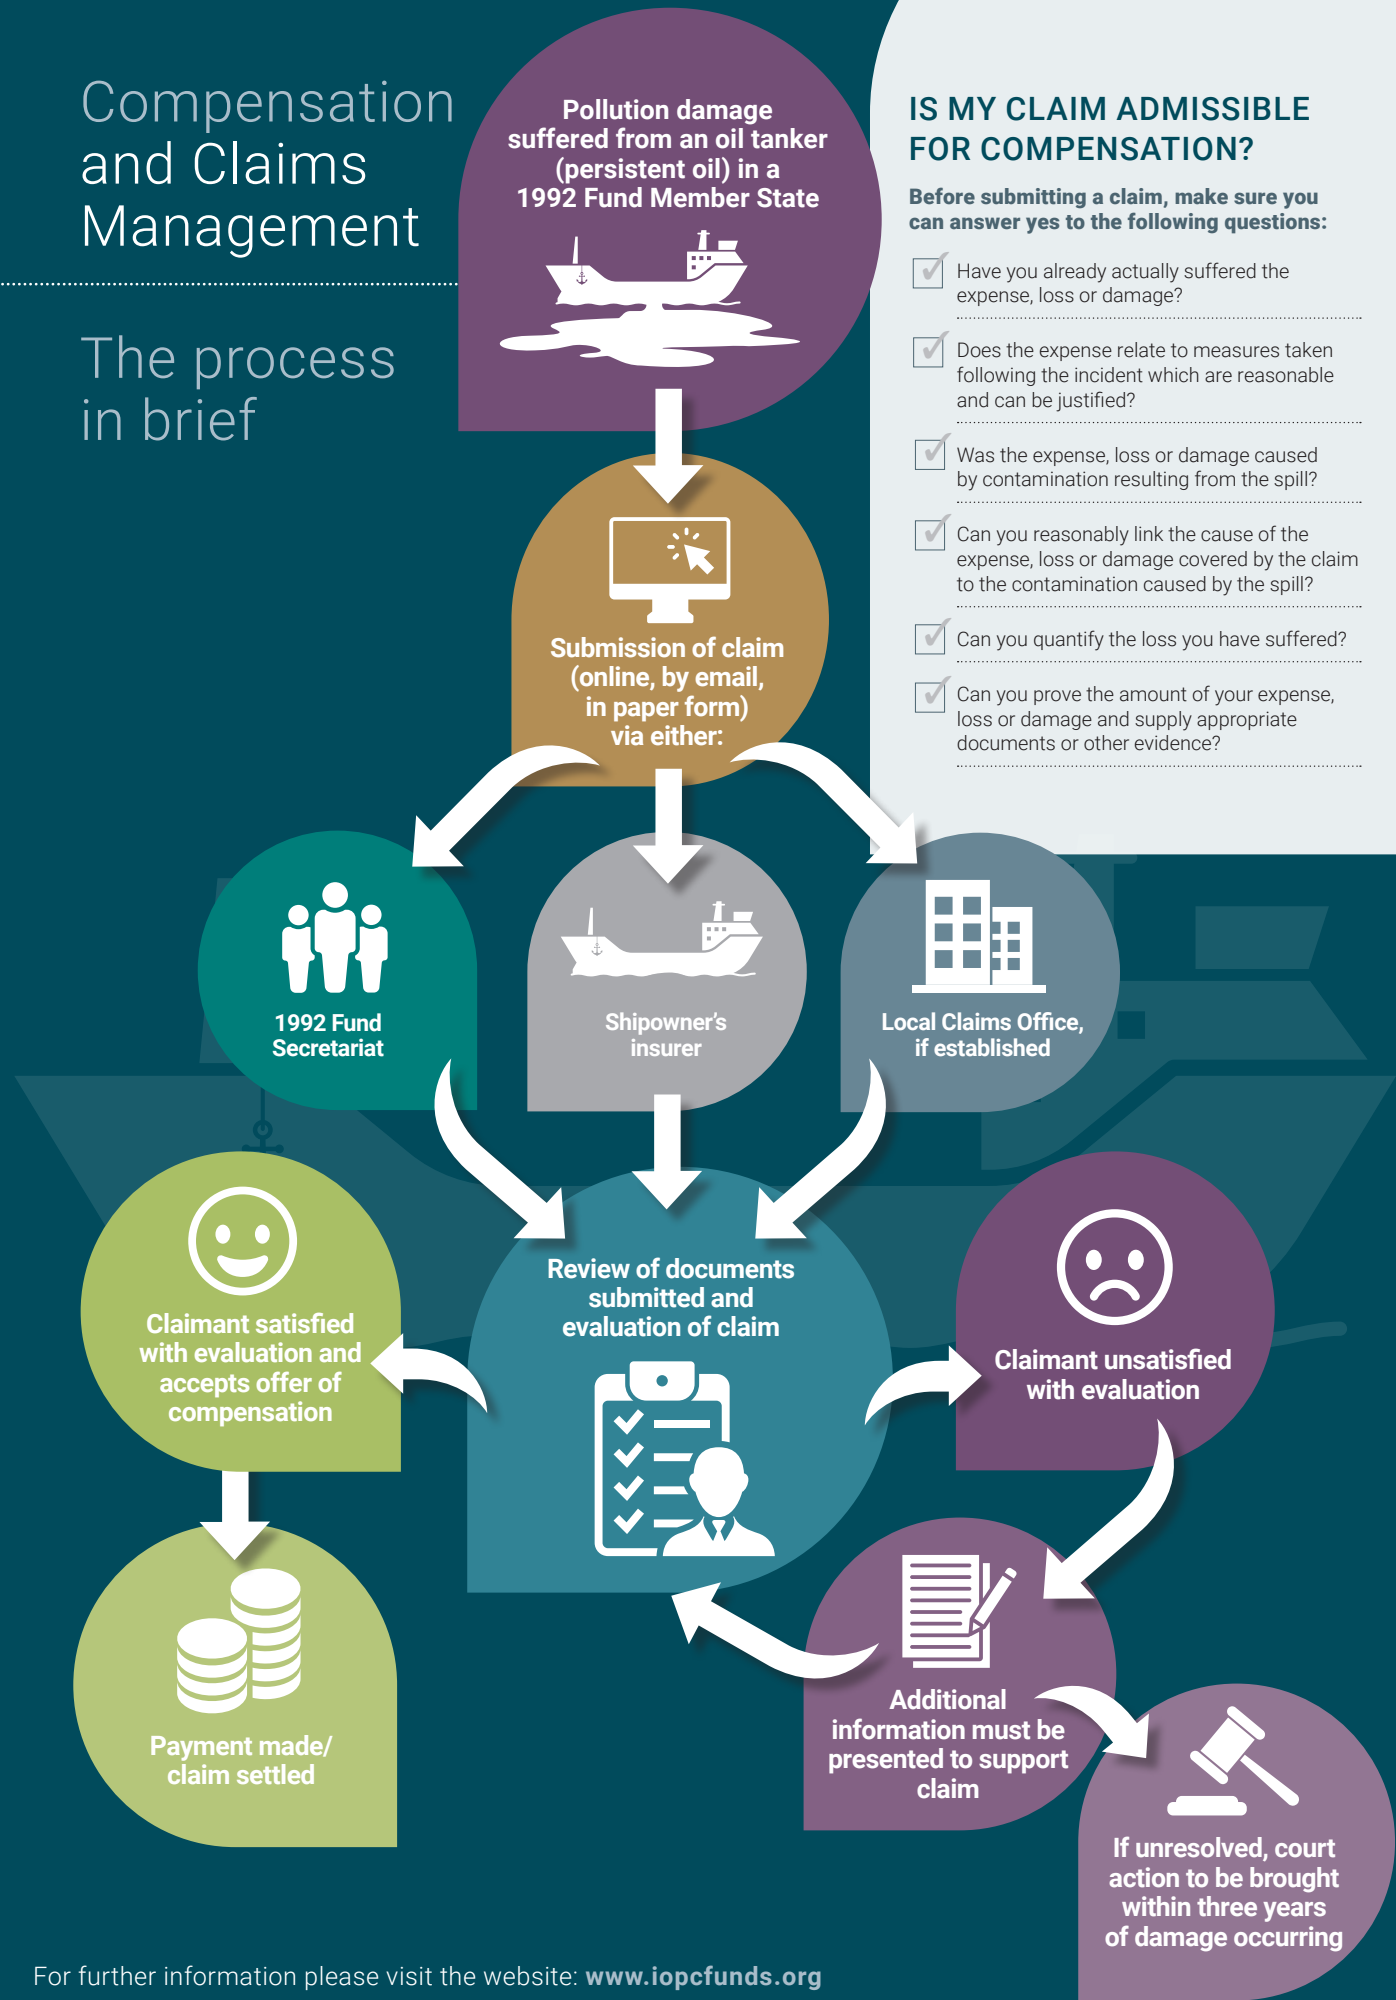 Compensation
and Claims
Management
The process
in brief
Pollution damage
suffered from an oil tanker
(persistent oil) in a
1992 Fund Member State
IS MY CLAIM ADMISSIBLE
FOR COMPENSATION?
Before submitting a claim, make sure you
can answer yes to the following questions:
Have you already actually suffered the
expense, loss or damage?
Does the expense relate to measures taken
following the incident which are reasonable
and can be justified?
Was the expense, loss or damage caused
by contamination resulting from the spill?
Can you reasonably link the cause of the
expense, loss or damage covered by the claim
to the contamination caused by the spill?
Can you quantify the loss you have suffered?
Can you prove the amount of your expense,
loss or damage and supply appropriate
documents or other evidence?
Submission of claim
(online, by email,
in paper form)
via either:
1992 Fund
Secretariat
Shipowner's
insurer
Local Claims Office,
if established
Review of documents
submitted and
evaluation of claim
Claimant satisfied
with evaluation and
accepts offer of
compensation
Claimant unsatisfied
with evaluation
Payment made/
claim settled
Additional
information must be
presented to support
claim
If unresolved, court
action to be brought
within three years
of damage occurring
For further information please visit the website: www.iopcfunds.org